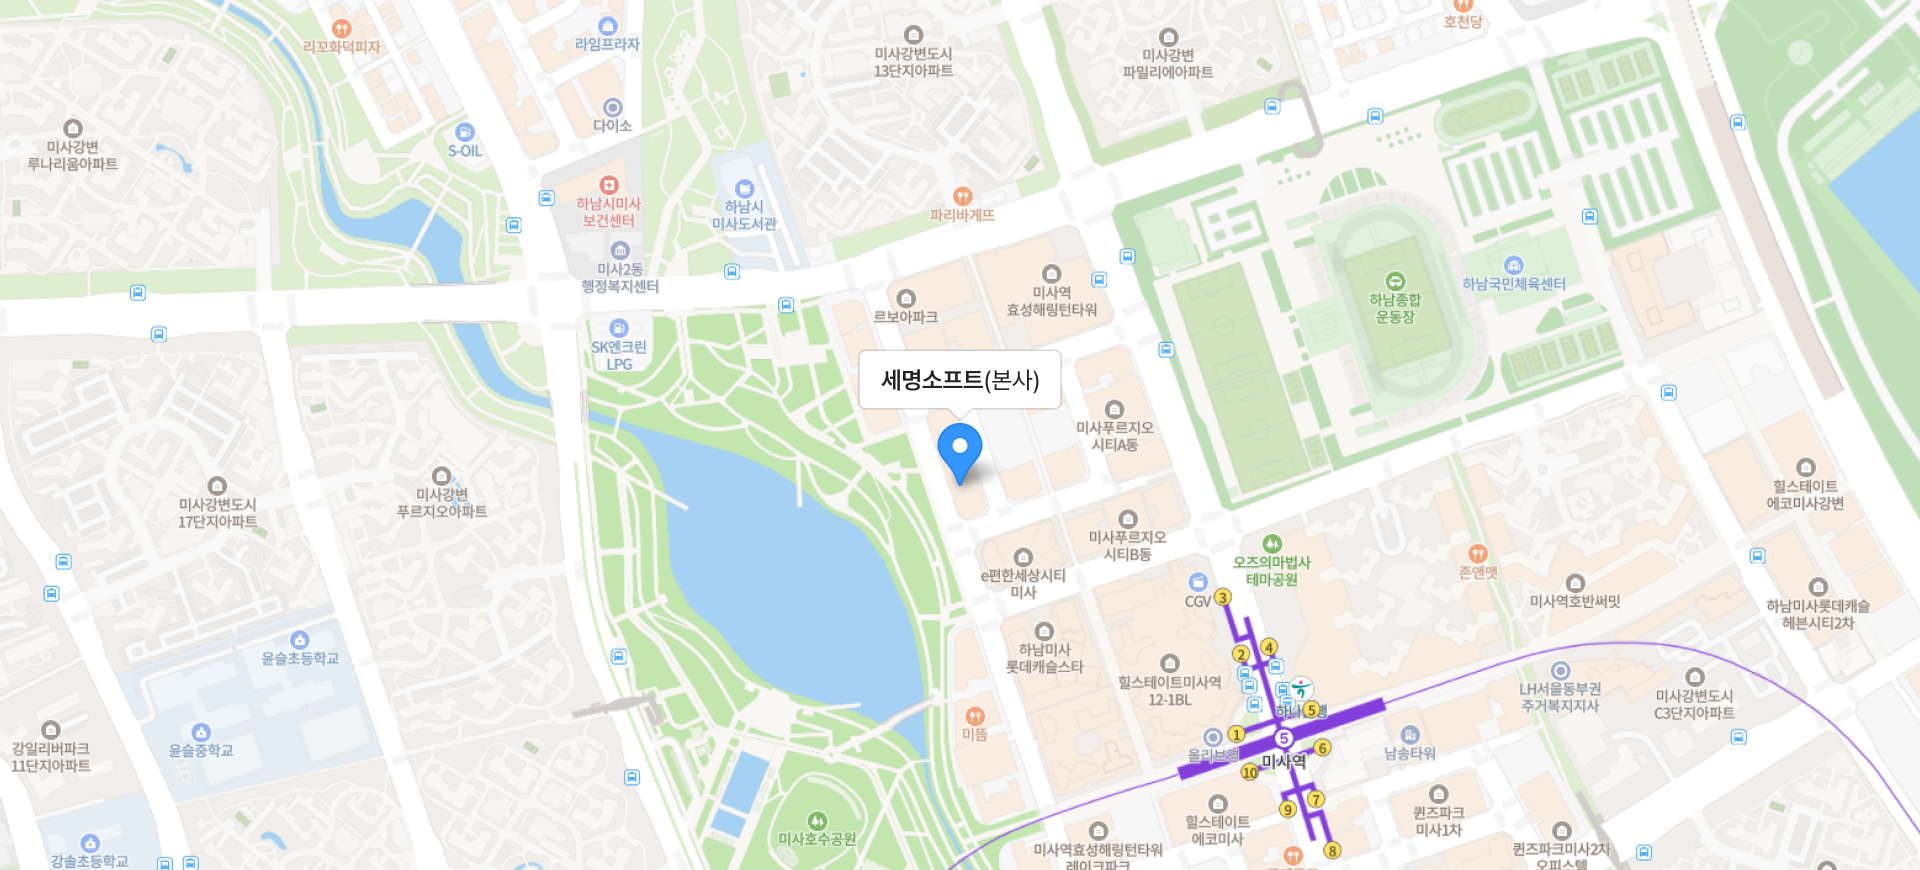 리꼬화덕피자
라임프라자
미사강변도시
13단지아파트
미사강변
파밀리에아파트
호천당
다이소
S-OIL
미사강변
루나리움아파트
하남시미사
보건센터
하남시
미사도서관
파리바게뜨
미사2동
행정복지센터
미사역
효성해링턴타워
하남국민체육센터
르보아파크
하남종합
운동장
SK엔크린
LPG
세명소프트(본사)
미사푸르지오
시티A동
미사강변도시
17단지아파트
미사강변
푸르지오아파트
힐스테이트
에코미사강변
미사푸르지오
시티B동
오즈의마법사
테마공원
존앤맷
e편한세상시티
미사
CGV
3
미사역호반써밋
하남미사롯데캐슬
헤븐시티2차
윤슬초등학교
하남미사
롯데캐슬스타
2
4
힐스테이트미사역
12-1BL
LH서울동부권
주거복지지사
미사강변도시
C3단지아파트
5
강일리버파크
11단지아파트
윤슬중학교
미뜸
1
5
6
남송타워
미사역
10
7
9
힐스테이트
에코미사
퀸즈파크
미사1차
미사호수공원
강솔초등학교
미사역효성해링턴타워
레이크파크
8
퀸즈파크미사2차
오피스텔